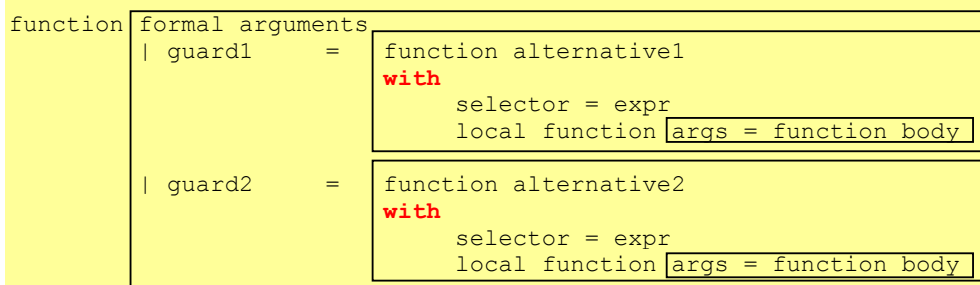 function formal arguments
| guard1 = function alternative1
with
selector = expr
local function args = function body
| guard2 = function alternative2
with
selector = expr
local function args = function body